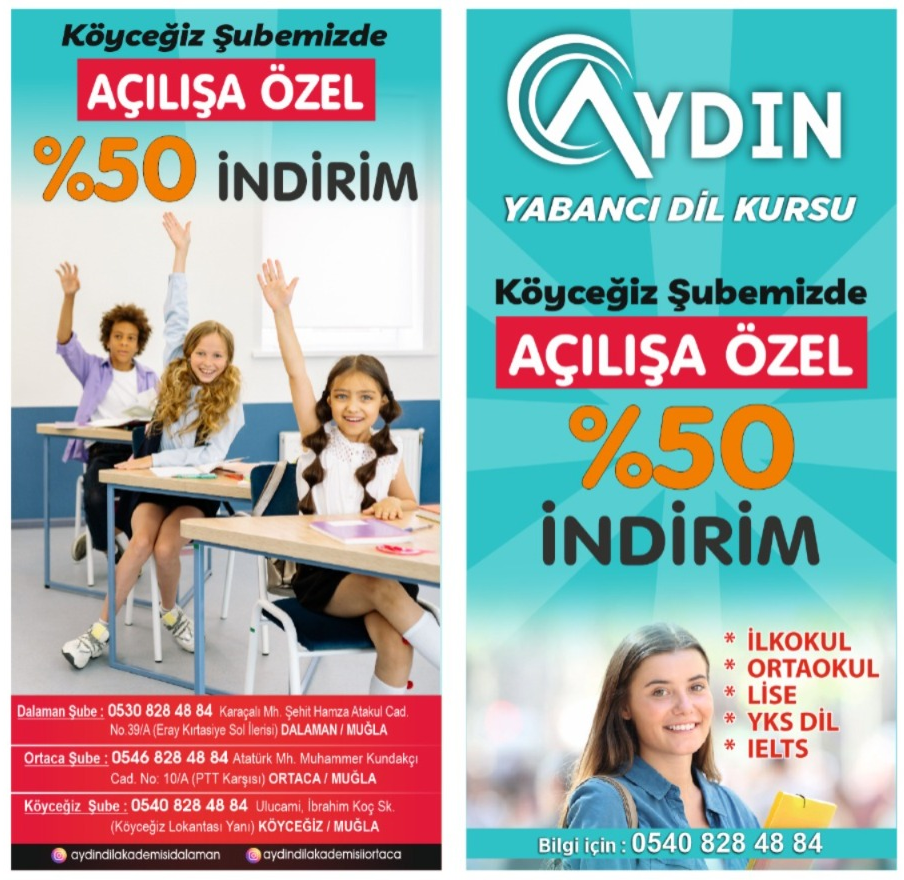 Köyceğiz Şubemizde
AÇILIŞA ÖZEL
%50 İNDİRİM
Dalaman Şube : 0530 828 48 84 Karaçalı Mh. Şehit Hamza Atakul Cad.
No.39/A (Eray Kırtasiye Sol İlerisi) DALAMAN / MUĞLA
Ortaca Şube : 0546 828 48 84 Atatürk Mh. Muhammer Kundakçı
Cad. No: 10/A (PTT Karşısı) ORTACA / MUĞLA
Köyceğiz Şube : 0540 828 48 84 Ulucami, İbrahim Koç Sk.
(Köyceğiz Lokantası Yanı) KÖYCEĞİZ / MUĞLA
aydindilakademisidalaman aydindilakademisiiortaca
AYDIN
YABANCI DİL KURSU
Köyceğiz Şubemizde
AÇILIŞA ÖZEL
%50
İNDİRİM
* İLKOKUL
* ORTAOKUL
* LİSE
* YKS DİL
* IELTS
Bilgi için : 0540 828 48 84